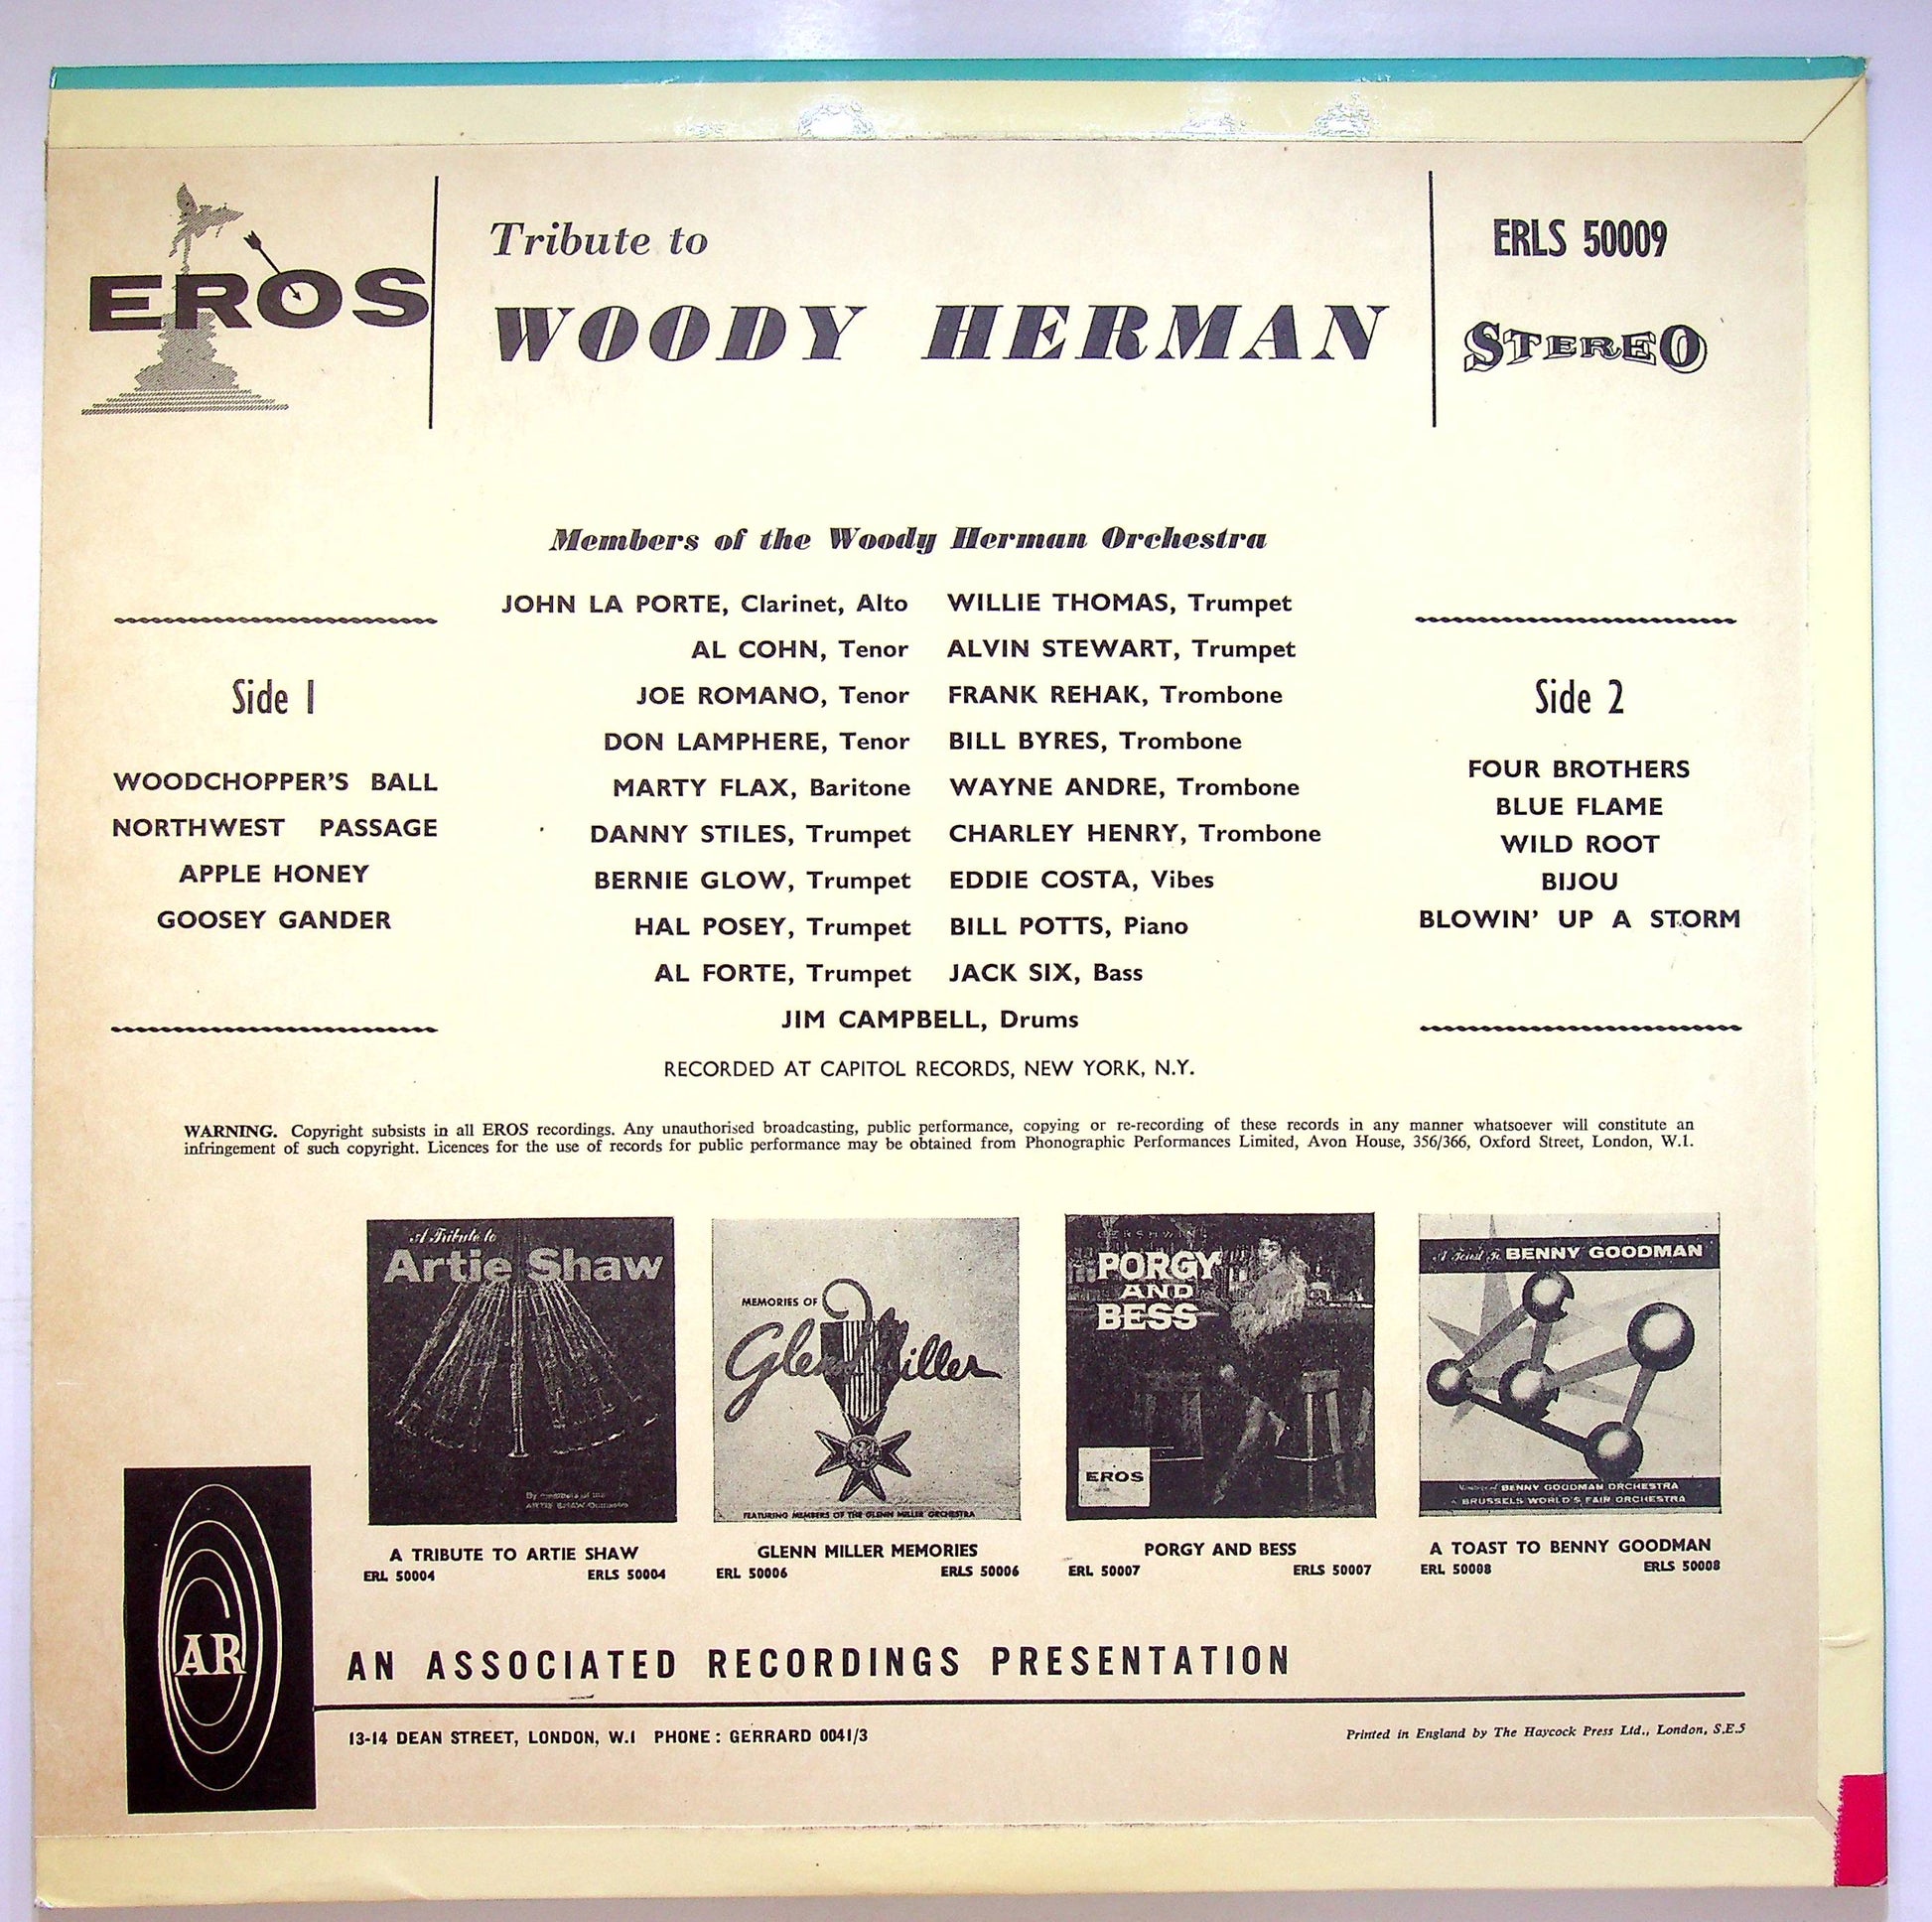 EROS
Tribute to
WOODY HERMAN
ERLS 50009
STEREO
Members of the Woody Herman Orchestra
JOHN LA PORTE, Clarinet, Alto
AL COHN, Tenor
JOE ROMANO, Tenor
DON LAMPHERE, Tenor
MARTY FLAX, Baritone
DANNY STILES, Trumpet
BERNIE GLOW, Trumpet
HAL POSEY, Trumpet
AL FORTE, Trumpet
WILLIE THOMAS, Trumpet
ALVIN STEWART, Trumpet
FRANK REHAK, Trombone
BILL BYRES, Trombone
WAYNE ANDRE, Trombone
CHARLEY HENRY, Trombone
EDDIE COSTA, Vibes
BILL POTTS, Piano
JACK SIX, Bass
JIM CAMPBELL, Drums
RECORDED AT CAPITOL RECORDS, NEW YORK, N.Y.
Side 1
WOODCHOPPER'S BALL
NORTHWEST PASSAGE
APPLE HONEY
GOOSEY GANDER
Side 2
FOUR BROTHERS
BLUE FLAME
WILD ROOT
BIJOU
BLOWIN' UP A STORM
WARNING. Copyright subsists in all EROS recordings. Any unauthorised broadcasting, public performance, copying or re-recording of these records in any manner whatsoever will constitute an
infringement of such copyright. Licences for the use of records for public performance may be obtained from Phonographic Performances Limited, Avon House, 356/366, Oxford Street, London, W.1.
A Tribute to
Artie Shaw
By members of the
ARTIE SHAW Orchestra
A TRIBUTE TO ARTIE SHAW
ERL 50004 ERLS 50004
MEMORIES OF
Glenn Miller
FEATURING MEMBERS OF THE GLENN MILLER ORCHESTRA
GLENN MILLER MEMORIES
ERL 50006 ERLS 50006
GERSHWIN
PORGY
AND
BESS
EROS
PORGY AND BESS
ERL 50007 ERLS 50007
A Toast To BENNY GOODMAN
BENNY GOODMAN ORCHESTRA
BRUSSELS WORLD'S FAIR ORCHESTRA
A TOAST TO BENNY GOODMAN
ERL 50008 ERLS 50008
AR
AN ASSOCIATED RECORDINGS PRESENTATION
13-14 DEAN STREET, LONDON, W.1 PHONE: GERRARD 0041/3
Printed in England by The Haycock Press Ltd., London, S.E.5